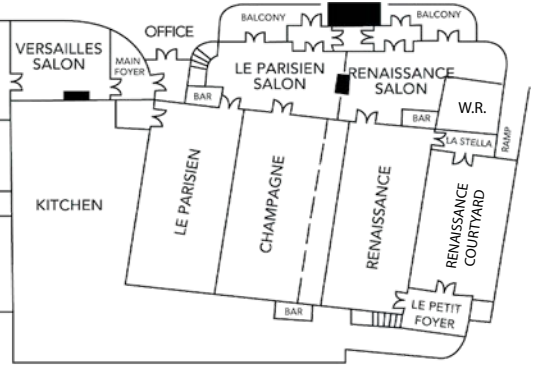 BALCONY
BALCONY
OFFICE
VERSAILLES
SALON
MAIN
FOYER
LE PARISIEN
SALON
RENAISSANCE
SALON
BAR
BAR
W.R.
RAMP
LA STELLA
KITCHEN
LE PARISIEN
CHAMPAGNE
RENAISSANCE
RENAISSANCE
COURTYARD
BAR
LE PETIT
FOYER